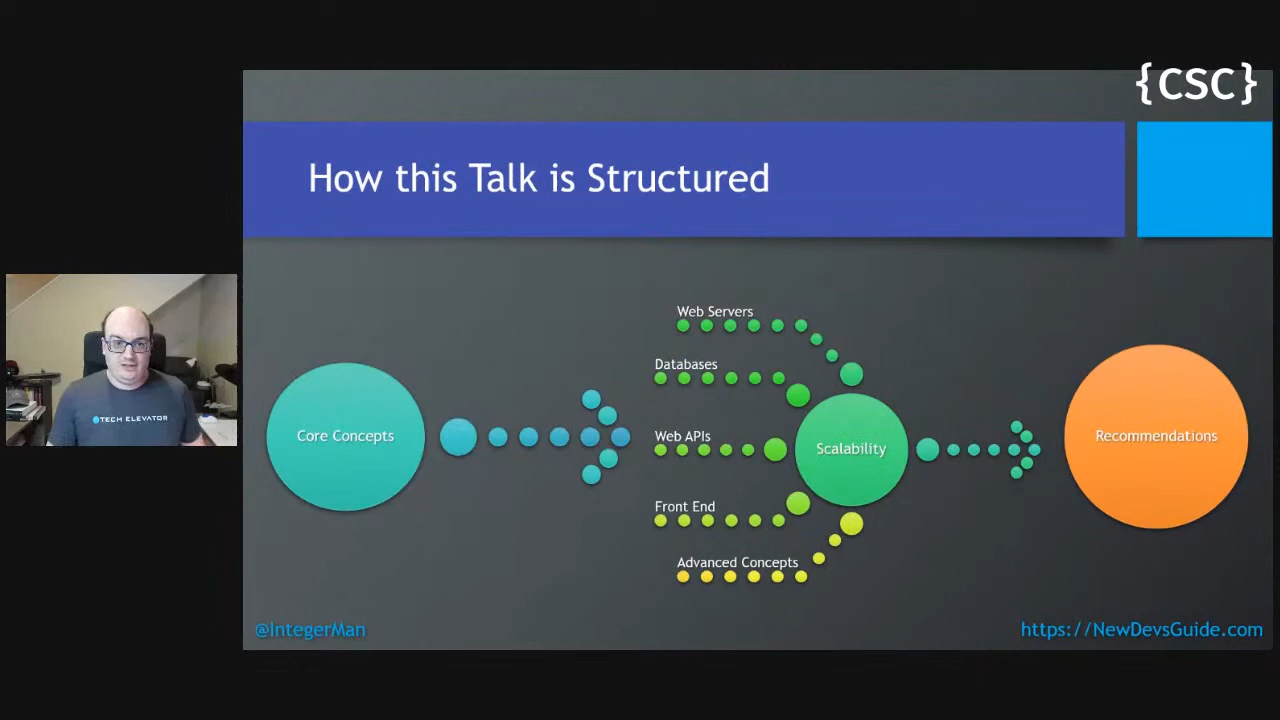 {CSC}
How this Talk is Structured
Web Servers
Databases
Core Concepts
Web APIs
Scalability
Recommendations
Front End
Advanced Concepts
TECH ELEVATOR
@IntegerMan
https://NewDevsGuide.com